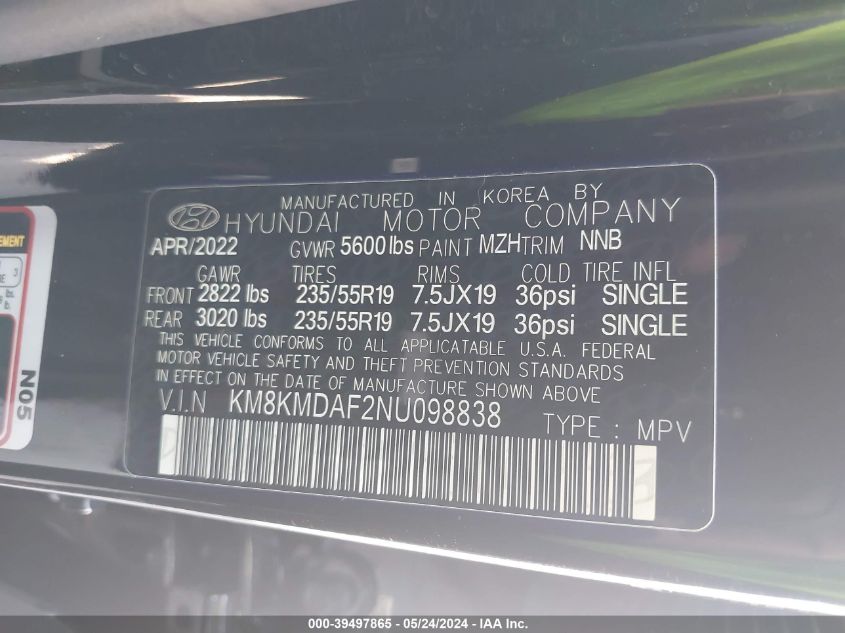 MANUFACTURED IN KOREA BY
HYUNDAI MOTOR COMPANY
APR/2022 GVWR 5600 lbs PAINT MZH TRIM NNB
GAWR TIRES RIMS COLD TIRE INFL
FRONT 2822 lbs 235/55R19 7.5JX19 36psi SINGLE
REAR 3020 lbs 235/55R19 7.5JX19 36psi SINGLE
THIS VEHICLE CONFORMS TO ALL APPLICATABLE U.S.A. FEDERAL
MOTOR VEHICLE SAFETY AND THEFT PREVENTION STANDARDS
IN EFFECT ON THE DATE OF MANUFACTURE SHOWN ABOVE
V.I.N KM8KMDAF2NU098838 TYPE : MPV
N05
000-39497865 - 05/24/2024 - IAA Inc.